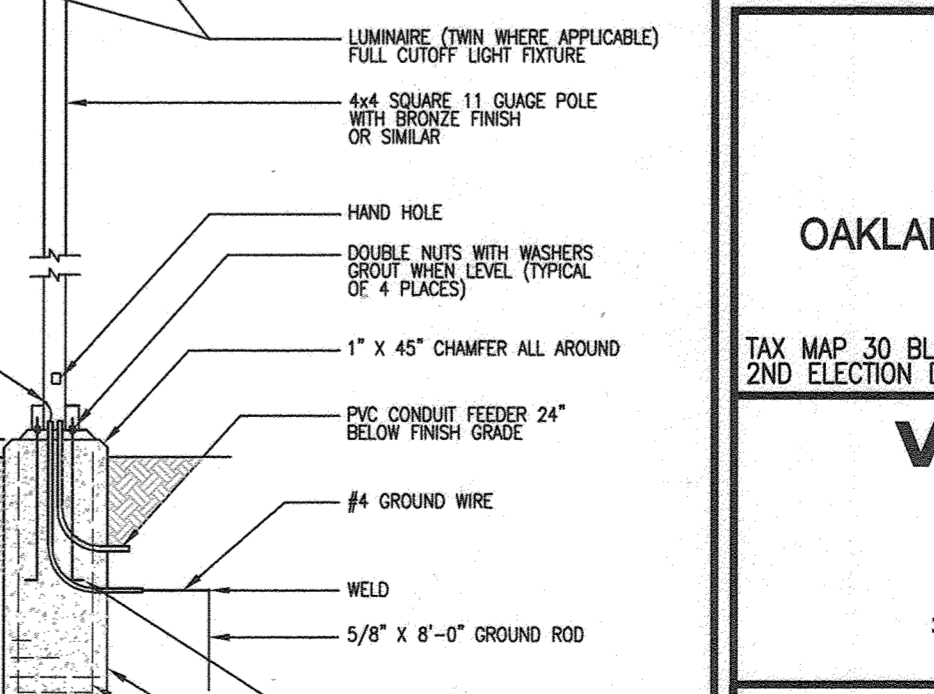 LUMINAIRE (TWIN WHERE APPLICABLE)
FULL CUTOFF LIGHT FIXTURE
4x4 SQUARE 11 GUAGE POLE
WITH BRONZE FINISH
OR SIMILAR
HAND HOLE
DOUBLE NUTS WITH WASHERS
GROUT WHEN LEVEL (TYPICAL
OF 4 PLACES)
1" X 45" CHAMFER ALL AROUND
PVC CONDUIT FEEDER 24"
BELOW FINISH GRADE
#4 GROUND WIRE
WELD
5/8" X 8'-0" GROUND ROD
TAX MAP 30 BL
2ND ELECTION